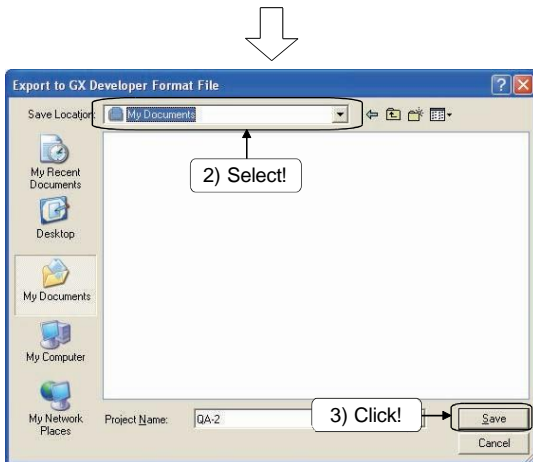 Export to GX Developer Format File
Save Location:
My Documents
2) Select!
My Recent
Documents
Desktop
My Documents
My Computer
My Network
Places
Project Name:
QA-2
3) Click!
Save
Cancel